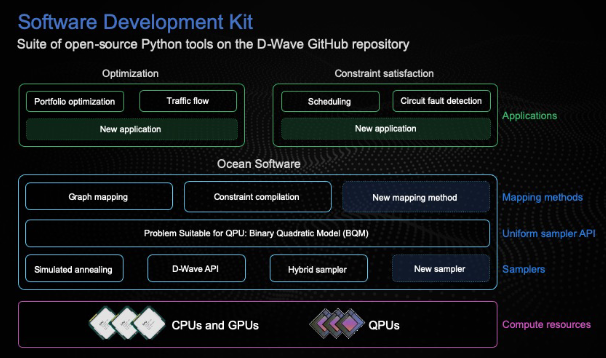 Software Development Kit
Suite of open-source Python tools on the D-Wave GitHub repository
Optimization
Constraint satisfaction
Portfolio optimization
Traffic flow
Scheduling
Circuit fault detection
Applications
New application
New application
Ocean Software
Graph mapping
Constraint compilation
New mapping method
Mapping methods
Problem Suitable for QPU: Binary Quadratic Model (BQM)
Uniform sampler API
Simulated annealing
D-Wave API
Hybrid sampler
New sampler
Samplers
CPUs and GPUs
QPUs
Compute resources